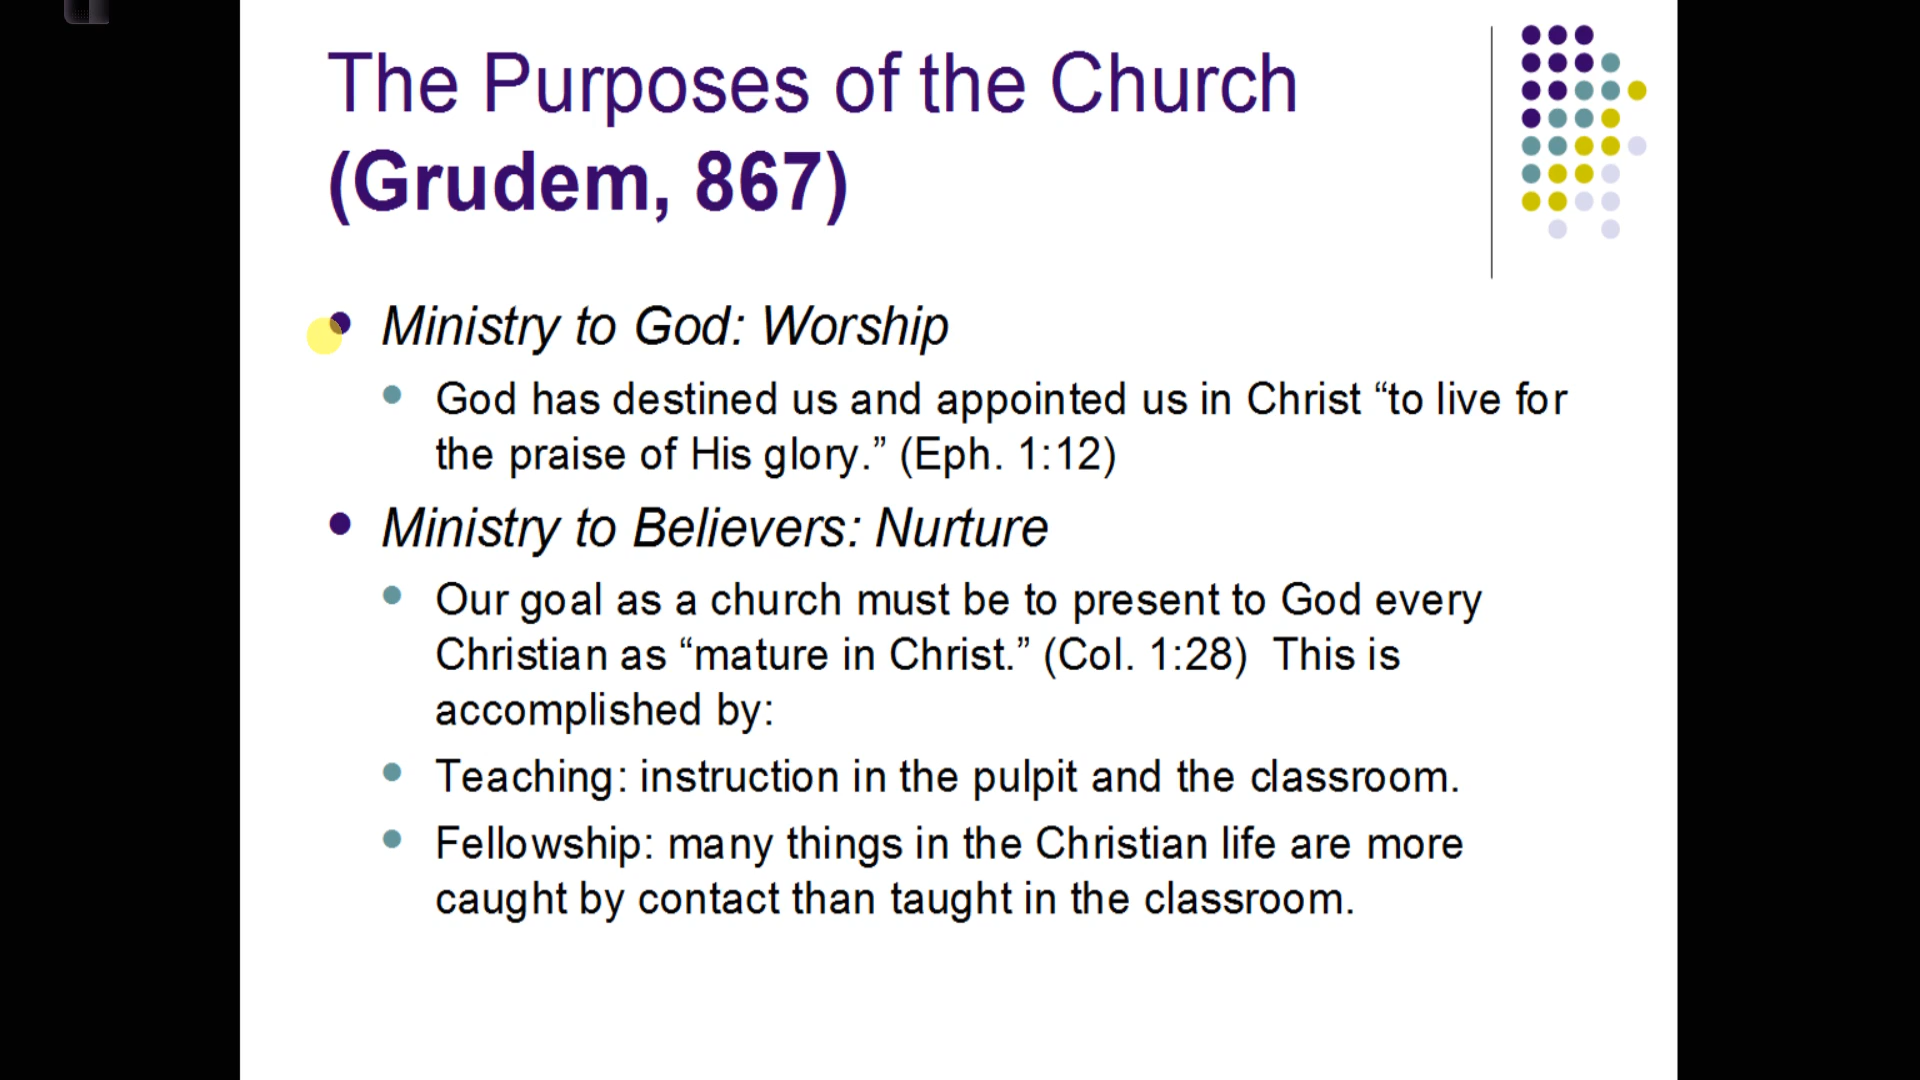 The Purposes of the Church
(Grudem, 867)
Ministry to God: Worship
God has destined us and appointed us in Christ “to live for
the praise of His glory.” (Eph. 1:12)
Ministry to Believers: Nurture
Our goal as a church must be to present to God every
Christian as “mature in Christ.” (Col. 1:28)  This is
accomplished by:
Teaching: instruction in the pulpit and the classroom.
Fellowship: many things in the Christian life are more
caught by contact than taught in the classroom.